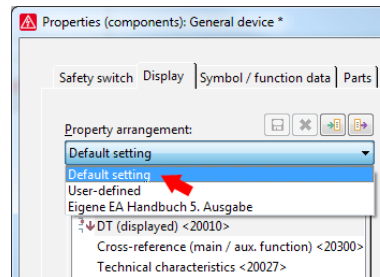 Properties (components): General device *
Safety switch Display Symbol / function data Parts
Property arrangement:
Default setting
Default setting
User-defined
Eigene EA Handbuch 5. Ausgabe
DT (displayed) <20010>
Cross-reference (main / aux. function) <20300>
Technical characteristics <20027>